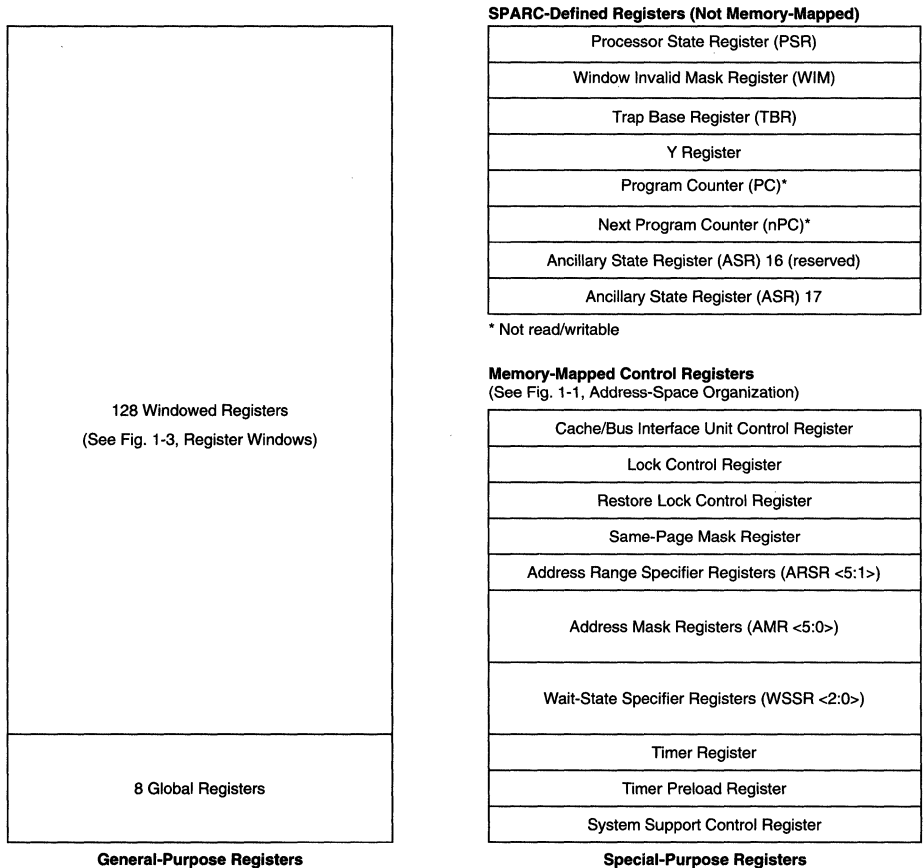 128 Windowed Registers
(See Fig. 1-3, Register Windows)
8 Global Registers
General-Purpose Registers
SPARC-Defined Registers (Not Memory-Mapped)
Processor State Register (PSR)
Window Invalid Mask Register (WIM)
Trap Base Register (TBR)
Y Register
Program Counter (PC)*
Next Program Counter (nPC)*
Ancillary State Register (ASR) 16 (reserved)
Ancillary State Register (ASR) 17
* Not read/writable
Memory-Mapped Control Registers
(See Fig. 1-1, Address-Space Organization)
Cache/Bus Interface Unit Control Register
Lock Control Register
Restore Lock Control Register
Same-Page Mask Register
Address Range Specifier Registers (ARSR <5:1>)
Address Mask Registers (AMR <5:0>)
Wait-State Specifier Registers (WSSR <2:0>)
Timer Register
Timer Preload Register
System Support Control Register
Special-Purpose Registers